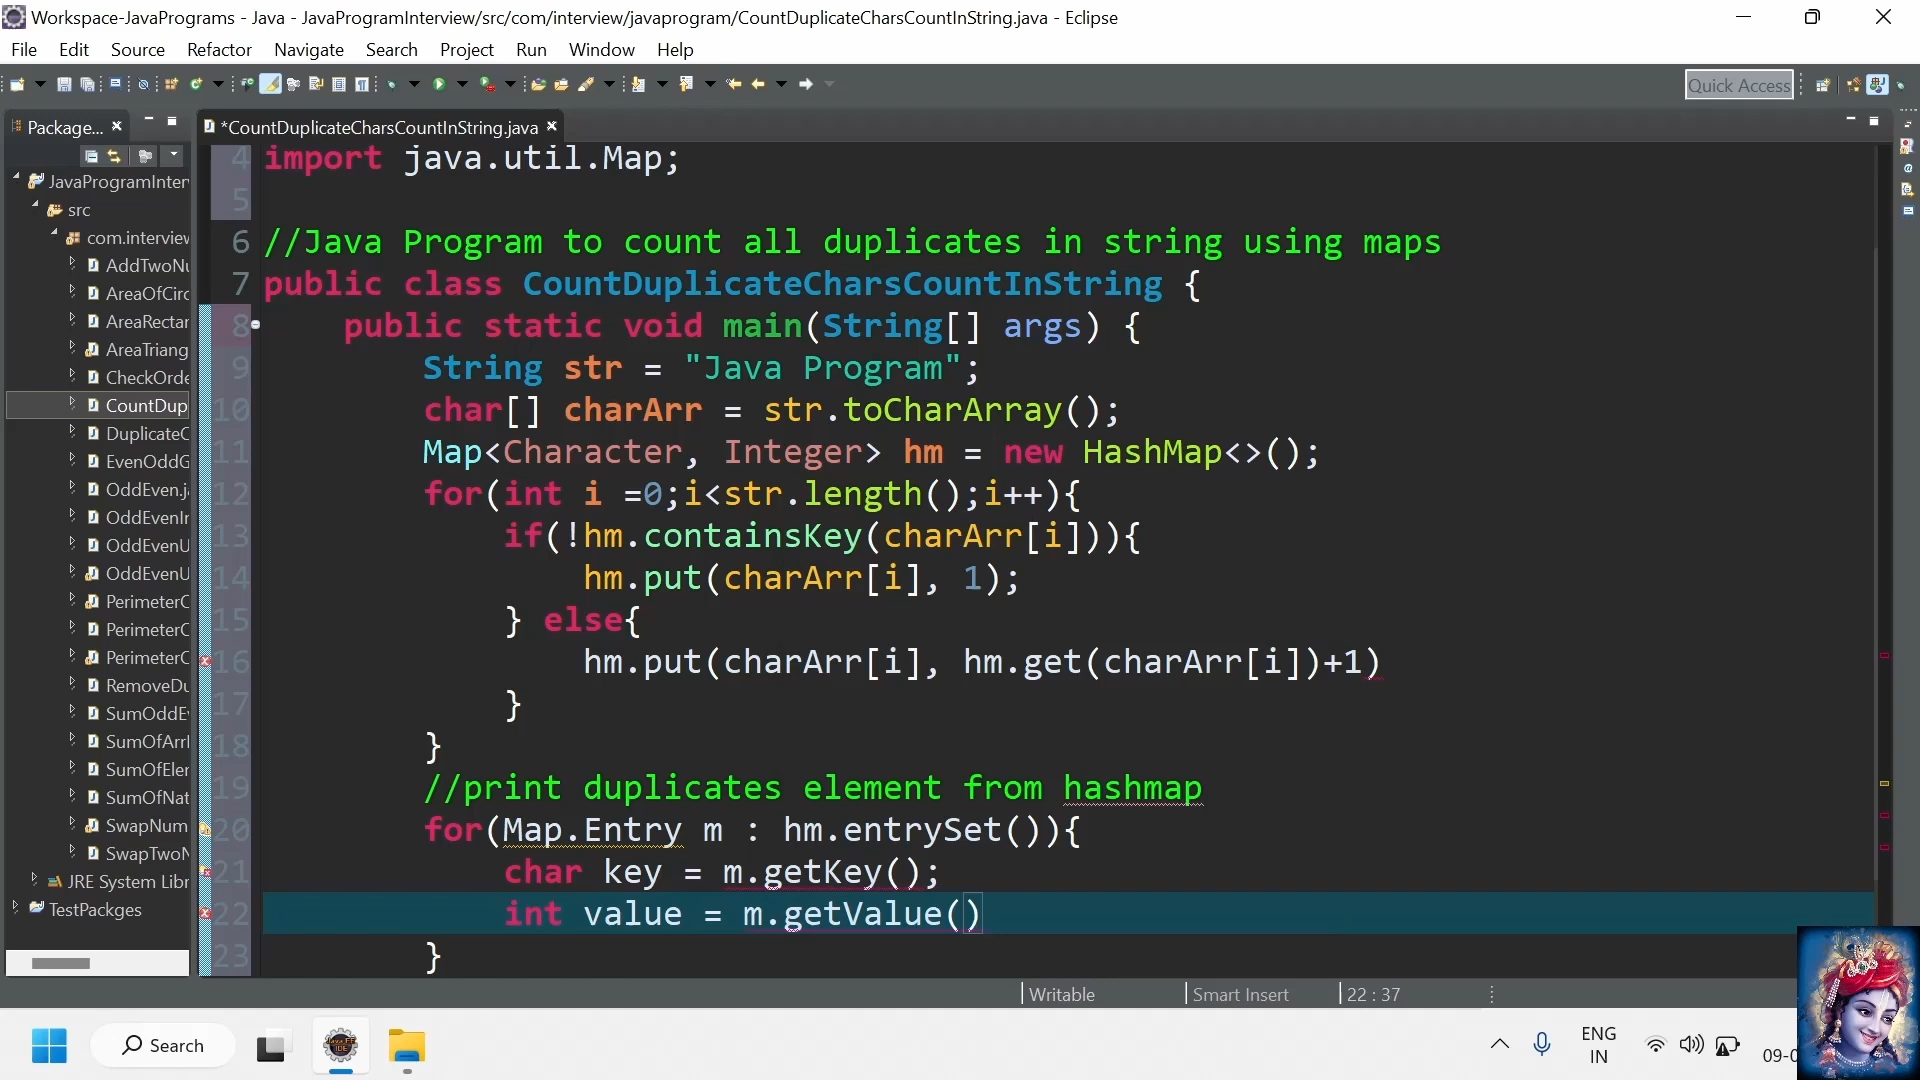 Workspace-JavaPrograms - Java - JavaProgramInterview/src/com/interview/javaprogram/CountDuplicateCharsCountInString.java - Eclipse
File Edit Source Refactor Navigate Search Project Run Window Help
Quick Access
Package...
*CountDuplicateCharsCountInString.java
JavaProgramInter
src
com.interview
AddTwoNu
AreaOfCirc
AreaRectar
AreaTriang
CheckOrde
CountDup
DuplicateC
EvenOddG
OddEven.j
OddEvenIr
OddEvenU
OddEvenU
PerimeterC
PerimeterC
PerimeterC
RemoveDu
SumOddE
SumOfArrI
SumOfEler
SumOfNat
SwapNum
SwapTwoN
JRE System Libr
TestPackges
4 import java.util.Map;
5
6 //Java Program to count all duplicates in string using maps
7 public class CountDuplicateCharsCountInString {
8 public static void main(String[] args) {
9 String str = "Java Program";
10 char[] charArr = str.toCharArray();
11 Map<Character, Integer> hm = new HashMap<>();
12 for(int i =0;i<str.length();i++){
13 if(!hm.containsKey(charArr[i])){
14 hm.put(charArr[i], 1);
15 } else{
16 hm.put(charArr[i], hm.get(charArr[i])+1)
17 }
18 }
19 //print duplicates element from hashmap
20 for(Map.Entry m : hm.entrySet()){
21 char key = m.getKey();
22 int value = m.getValue()
23 }
Writable Smart Insert 22 : 37
Search
ENG
IN